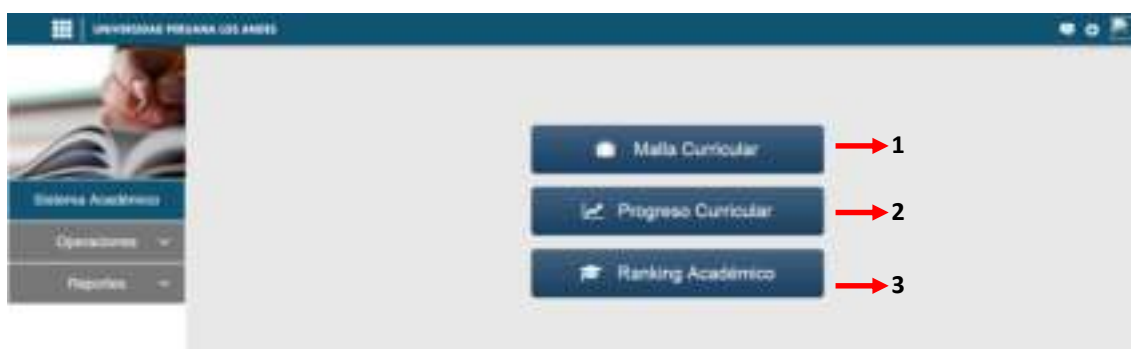 UNIVERSIDAD PERUANA LOS ANDES
Malla Curricular
1
Sistema Académico
Progreso Curricular
2
Operaciones
Ranking Académico
3
Reportes